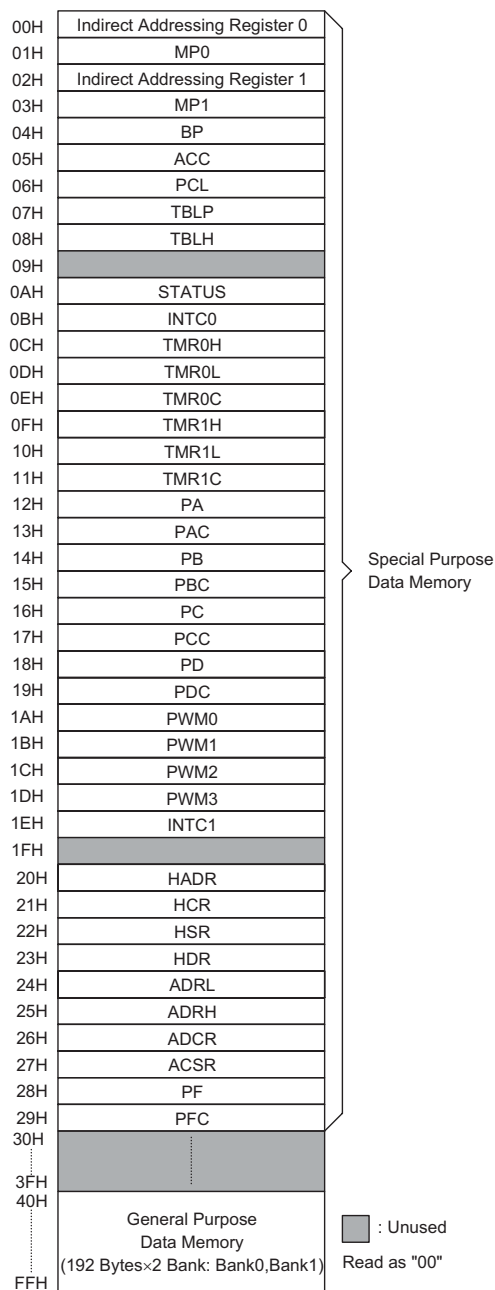 00H Indirect Addressing Register 0
01H MP0
02H Indirect Addressing Register 1
03H MP1
04H BP
05H ACC
06H PCL
07H TBLP
08H TBLH
09H
0AH STATUS
0BH INTC0
0CH TMR0H
0DH TMR0L
0EH TMR0C
0FH TMR1H
10H TMR1L
11H TMR1C
12H PA
13H PAC
14H PB
15H PBC
16H PC
17H PCC
18H PD
19H PDC
1AH PWM0
1BH PWM1
1CH PWM2
1DH PWM3
1EH INTC1
1FH
20H HADR
21H HCR
22H HSR
23H HDR
24H ADRL
25H ADRH
26H ADCR
27H ACSR
28H PF
29H PFC
30H
3FH
40H
FFH
General Purpose
Data Memory
(192 Bytes×2 Bank: Bank0,Bank1)
Special Purpose
Data Memory
: Unused
Read as "00"